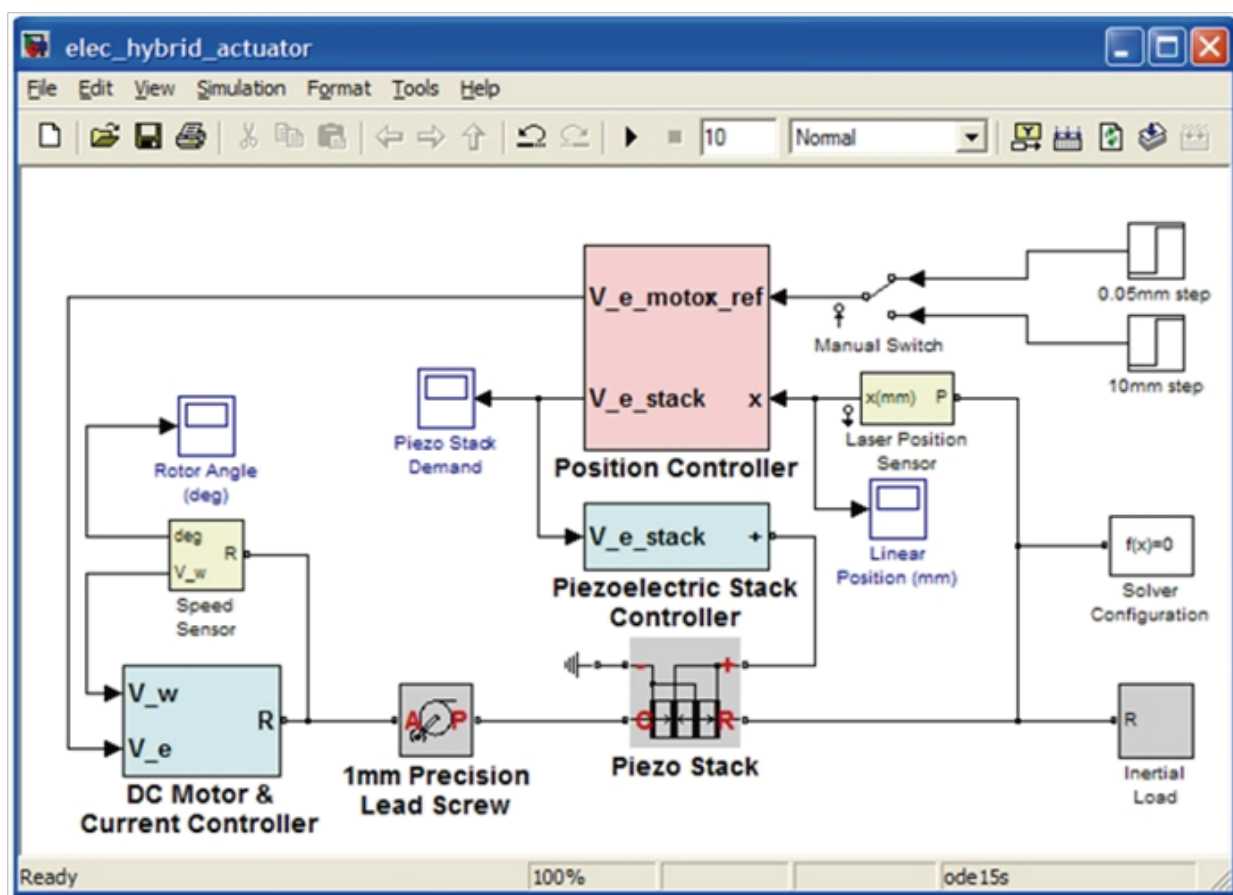 elec_hybrid_actuator
File Edit View Simulation Format Tools Help
10 Normal
0.05mm step
V_e_motox_ref
Manual Switch
10mm step
V_e_stack x
x(mm) P
Laser Position
Sensor
Position Controller
Piezo Stack
Demand
Rotor Angle
(deg)
deg
R
V_w
Speed
Sensor
V_e_stack +
Piezoelectric Stack
Controller
Linear
Position (mm)
f(x)=0
Solver
Configuration
V_w
R
V_e
DC Motor &
Current Controller
A P
1mm Precision
Lead Screw
- +
C R
Piezo Stack
R
Inertial
Load
Ready 100% ode15s